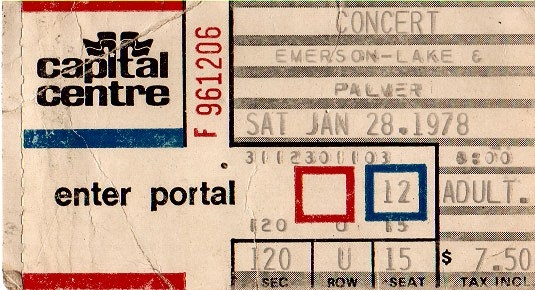 capital
centre
F 961206
CONCERT
EMERSON-LAKE &
PALMER
SAT JAN 28.1978
3112301103 8:00
enter portal 12 ADULT.
120 U 15
120 U 15 $ 7.50
SEC ROW SEAT TAX INCL